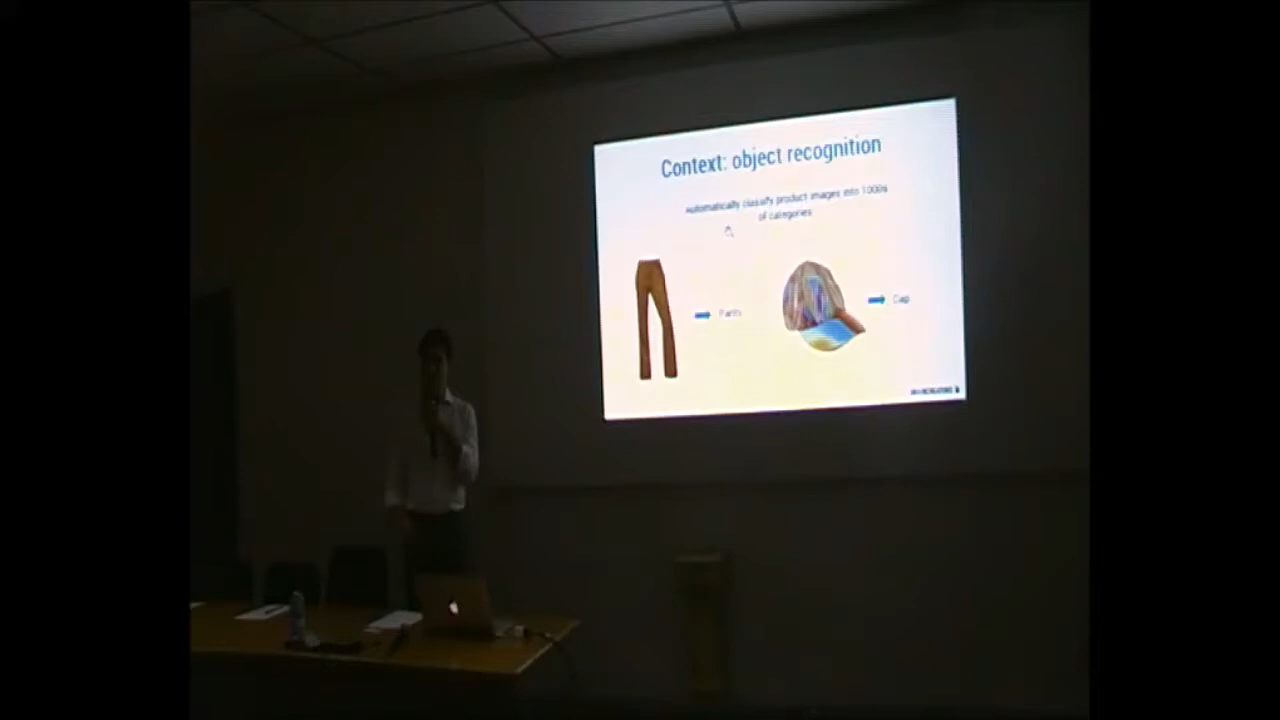 Context: object recognition
Automatically classify product images into 1000s
of categories
Pants
Cap